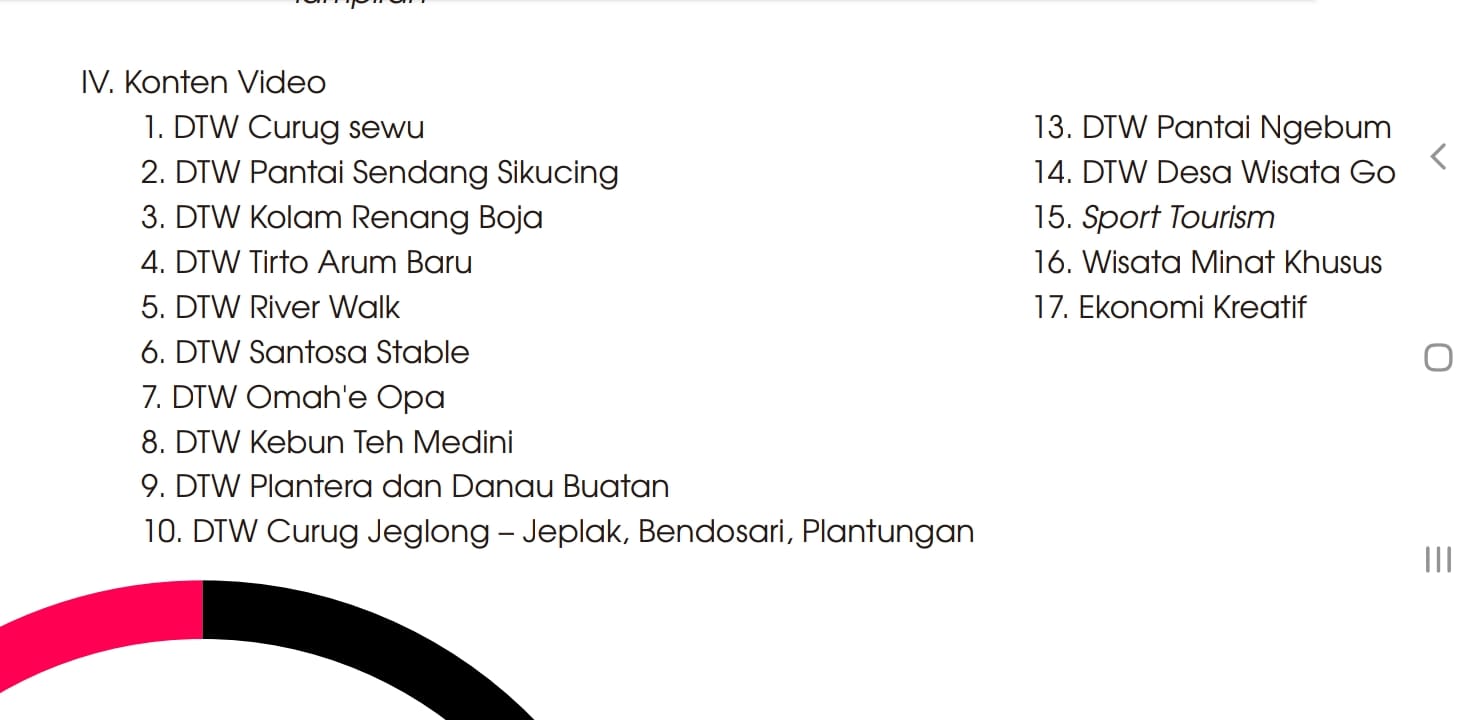 IV. Konten Video
1. DTW Curug sewu
2. DTW Pantai Sendang Sikucing
3. DTW Kolam Renang Boja
4. DTW Tirto Arum Baru
5. DTW River Walk
6. DTW Santosa Stable
7. DTW Omah'e Opa
8. DTW Kebun Teh Medini
9. DTW Plantera dan Danau Buatan
10. DTW Curug Jeglong – Jeplak, Bendosari, Plantungan
13. DTW Pantai Ngebum
14. DTW Desa Wisata Go
15. Sport Tourism
16. Wisata Minat Khusus
17. Ekonomi Kreatif